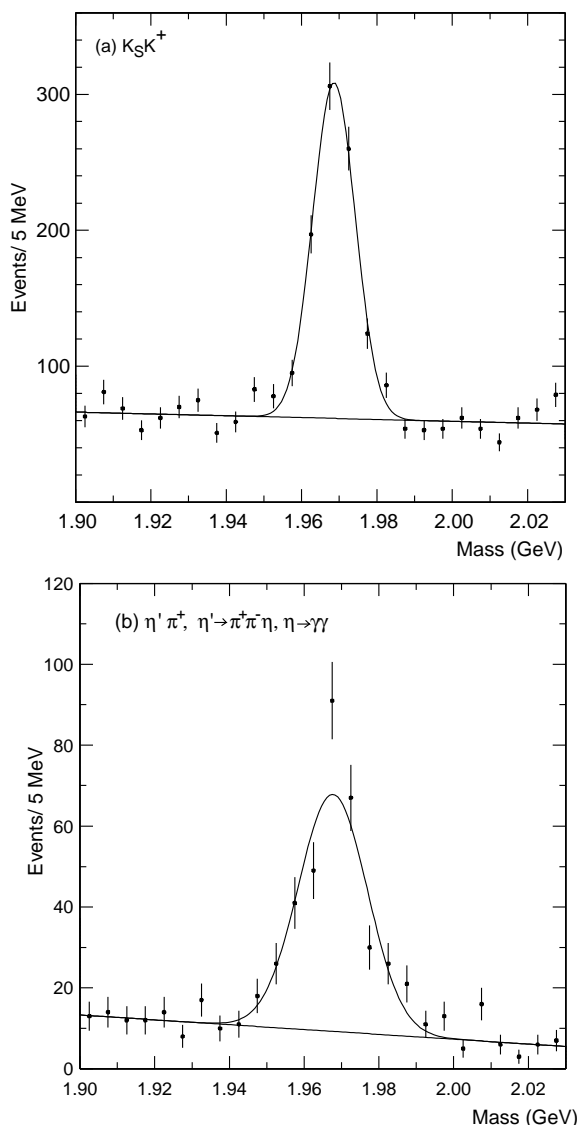 (a) K_S K^+
300
200
100
Events/ 5 MeV
1.90 1.92 1.94 1.96 1.98 2.00 2.02
Mass (GeV)
120
(b) η′ π^+, η′→π^+π^-η, η→γγ
100
80
60
40
20
0
Events/ 5 MeV
1.90 1.92 1.94 1.96 1.98 2.00 2.02
Mass (GeV)